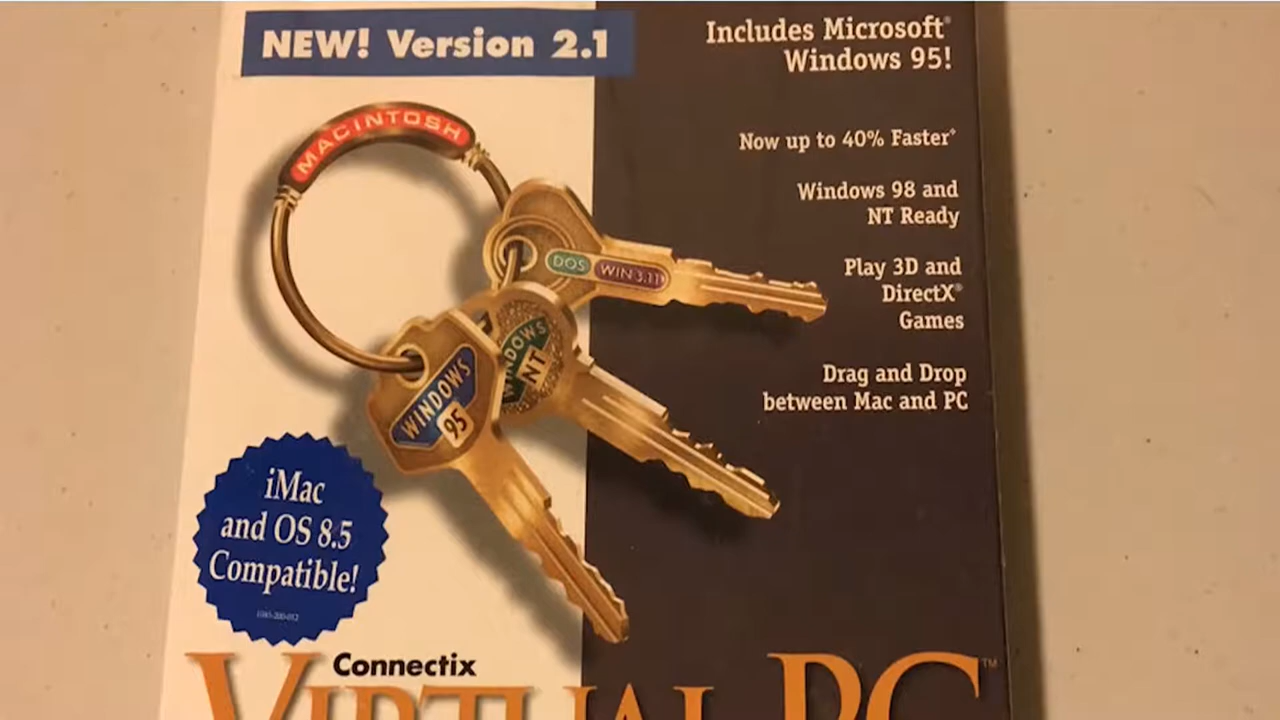 NEW! Version 2.1
Includes Microsoft®
Windows 95!
MACINTOSH
Now up to 40% Faster*
Windows 98 and
NT Ready
DOS WIN 3.11
Play 3D and
DirectX®
Games
WINDOWS
95
NT
Drag and Drop
between Mac and PC
iMac
and OS 8.5
Compatible!
Connectix
VIRTUAL PC™